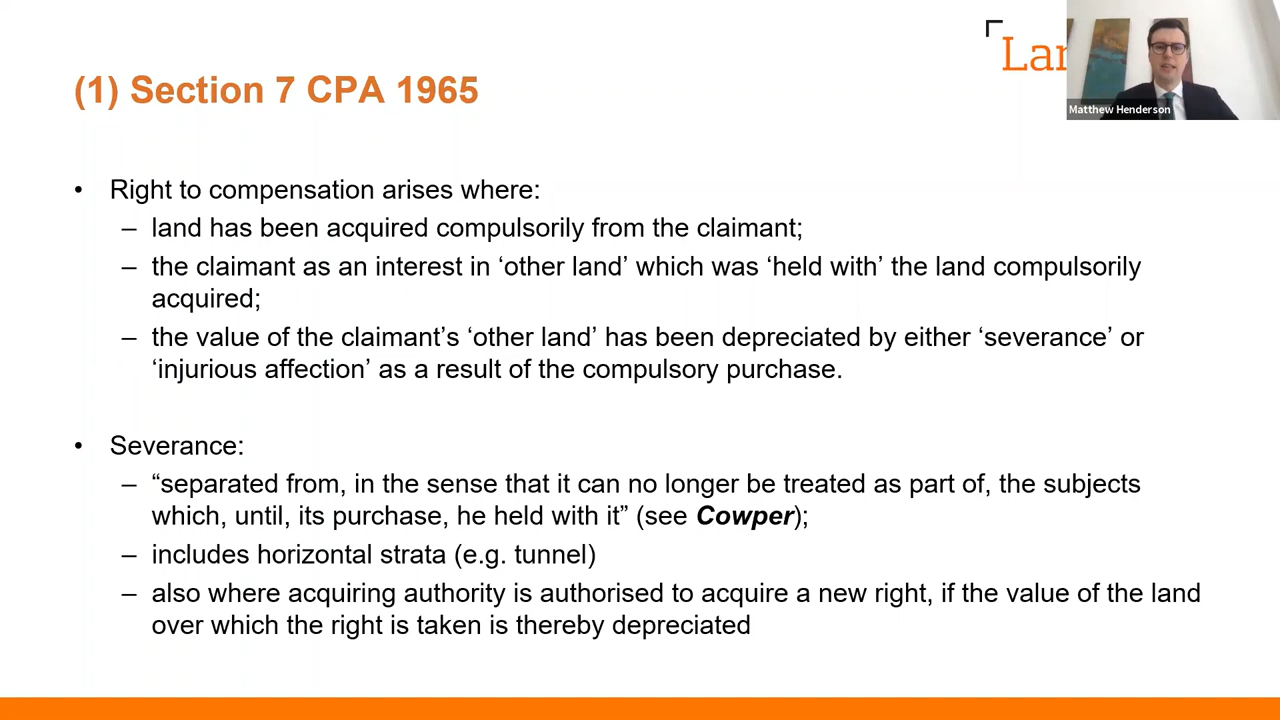 Lan
(1) Section 7 CPA 1965
Matthew Henderson
• Right to compensation arises where:
– land has been acquired compulsorily from the claimant;
– the claimant as an interest in ‘other land’ which was ‘held with’ the land compulsorily
acquired;
– the value of the claimant’s ‘other land’ has been depreciated by either ‘severance’ or
‘injurious affection’ as a result of the compulsory purchase.
• Severance:
– “separated from, in the sense that it can no longer be treated as part of, the subjects
which, until, its purchase, he held with it” (see Cowper);
– includes horizontal strata (e.g. tunnel)
– also where acquiring authority is authorised to acquire a new right, if the value of the land
over which the right is taken is thereby depreciated